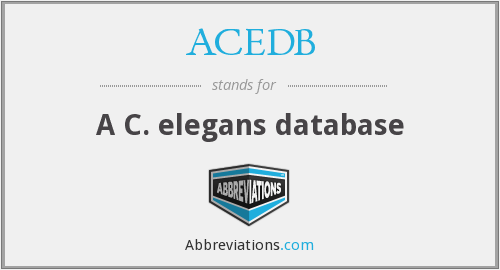 ACEDB
stands for
A C. elegans database
ABBREVIATIONS
Abbreviations.com